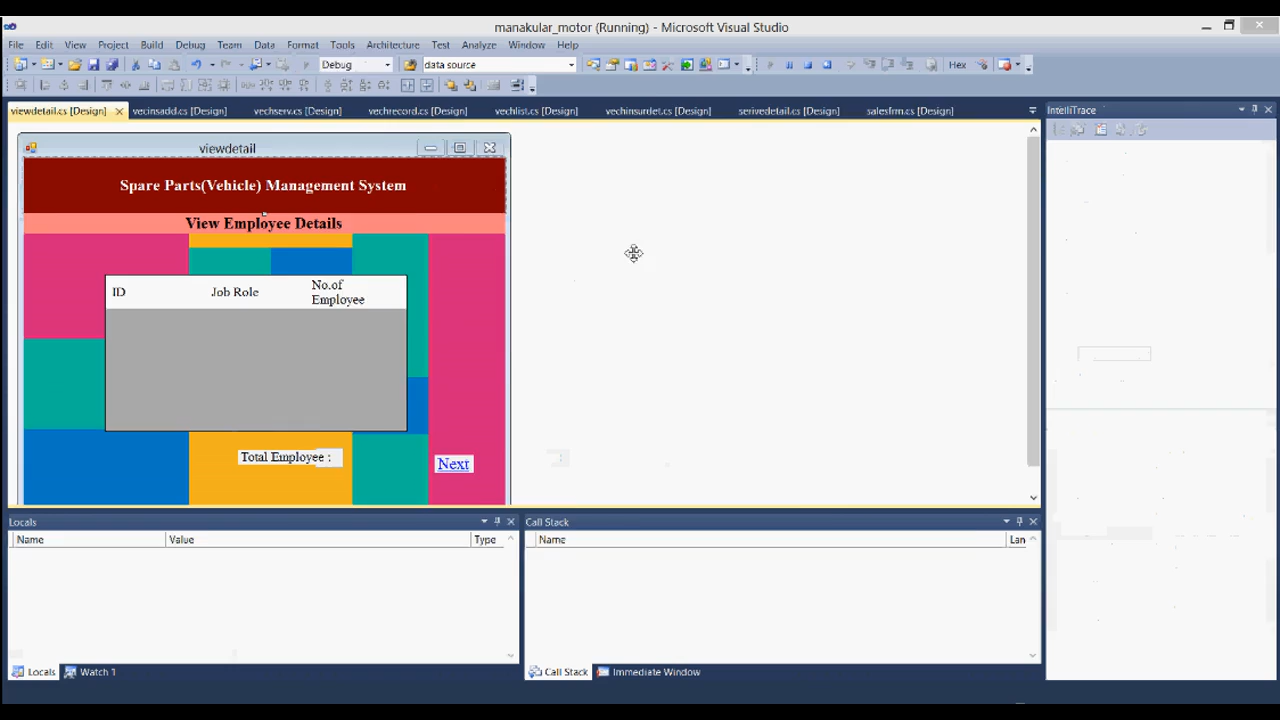 manakular_motor (Running) - Microsoft Visual Studio
File Edit View Project Build Debug Team Data Format Tools Architecture Test Analyze Window Help
Debug data source Hex
viewdetail.cs [Design] vecinsadd.cs [Design] vechserv.cs [Design] vechrecord.cs [Design] vechlist.cs [Design] vechinsurdet.cs [Design] serivedetail.cs [Design] salesfrm.cs [Design]
IntelliTrace
viewdetail
Spare Parts(Vehicle) Management System
View Employee Details
ID Job Role No.of Employee
Total Employee :
Next
Locals
Name Value Type
Call Stack
Name Lan
Locals Watch 1
Call Stack Immediate Window